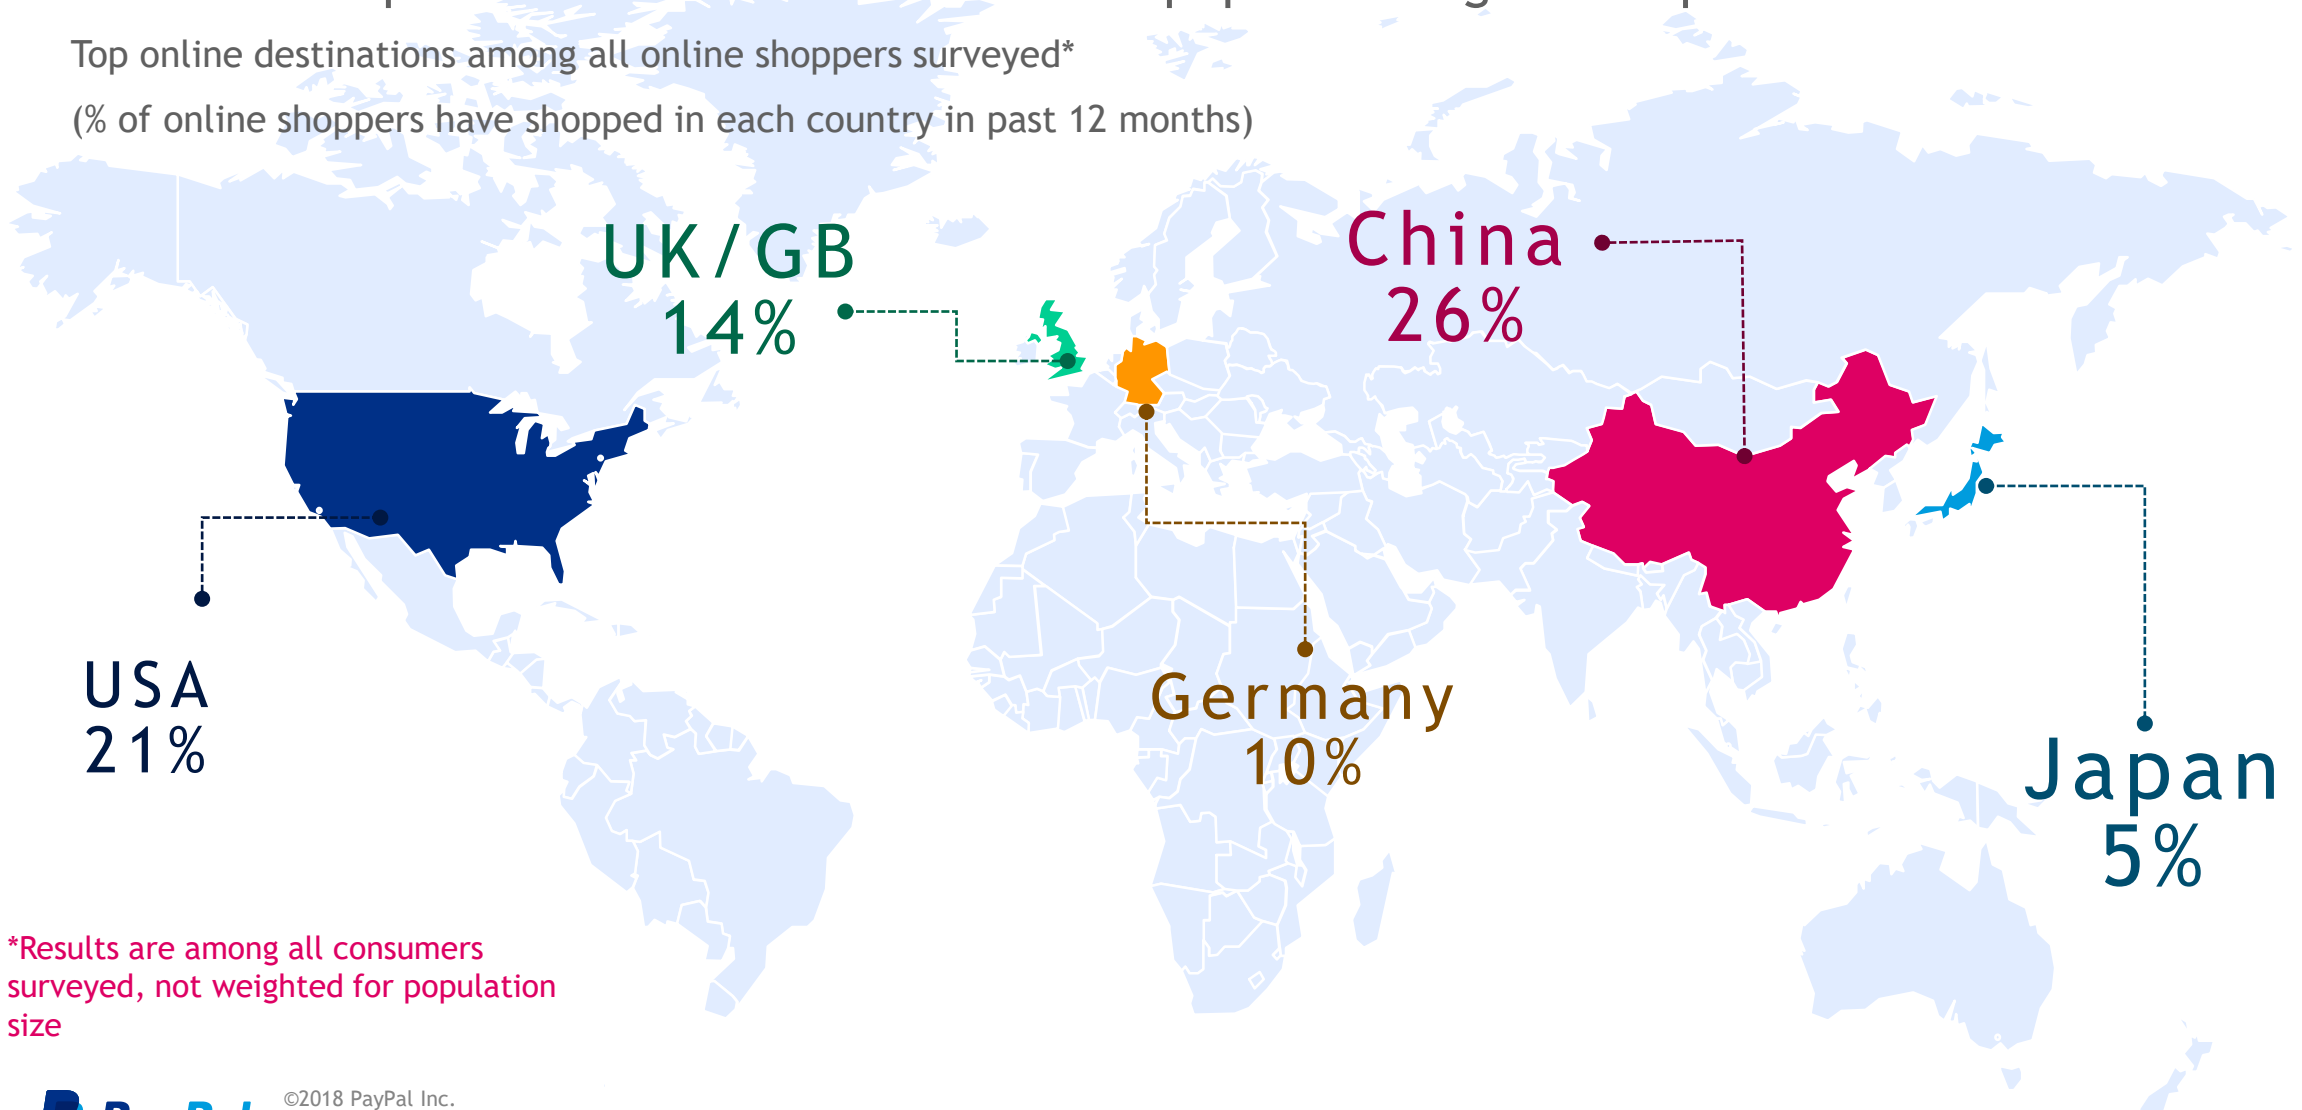 Top online destinations among all online shoppers surveyed*
(% of online shoppers have shopped in each country in past 12 months)
UK/GB
14%
China
26%
USA
21%
Germany
10%
Japan
5%
*Results are among all consumers
surveyed, not weighted for population
size
©2018 PayPal Inc.